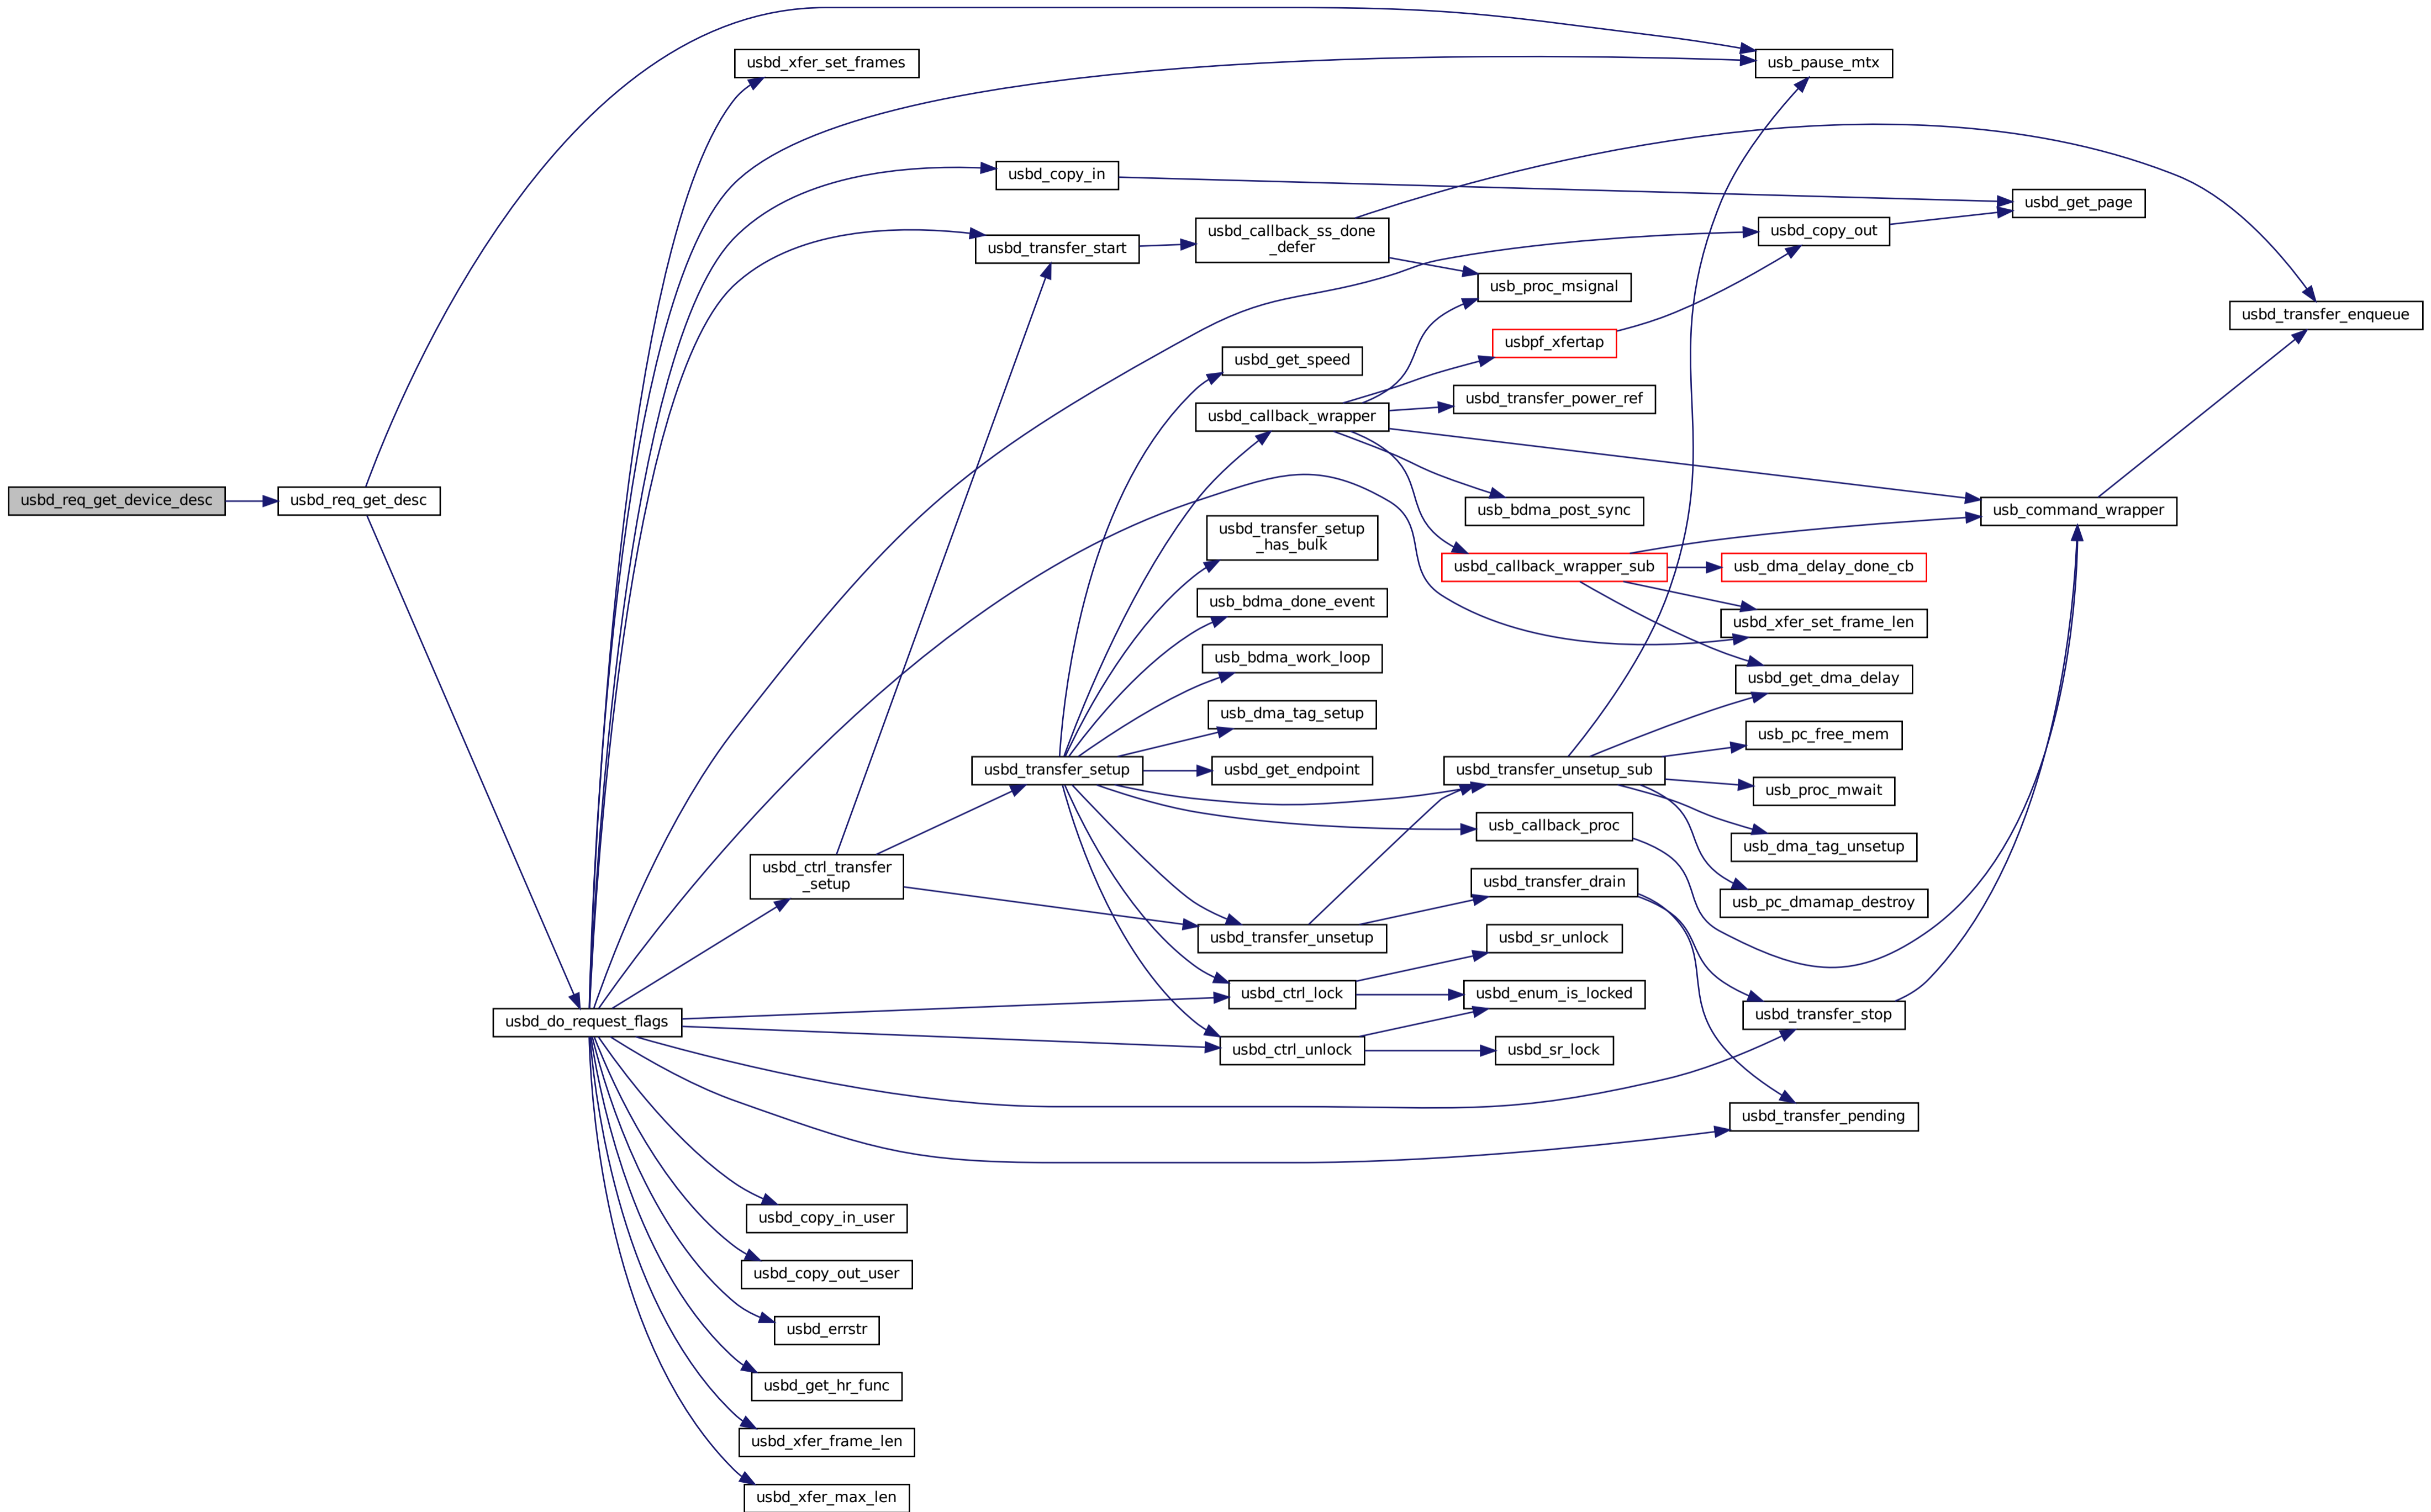 usbd_xfer_set_frames
usb_pause_mtx
usbd_copy_in
usbd_get_page
usbd_transfer_start
usbd_callback_ss_done
_defer
usbd_copy_out
usb_proc_msignal
usbd_transfer_enqueue
usbpf_xfertap
usbd_get_speed
usbd_transfer_power_ref
usbd_callback_wrapper
usbd_req_get_device_desc
usbd_req_get_desc
usb_bdma_post_sync
usb_command_wrapper
usbd_transfer_setup
_has_bulk
usbd_callback_wrapper_sub
usb_dma_delay_done_cb
usb_bdma_done_event
usbd_xfer_set_frame_len
usb_bdma_work_loop
usbd_get_dma_delay
usb_dma_tag_setup
usb_pc_free_mem
usbd_transfer_setup
usbd_get_endpoint
usbd_transfer_unsetup_sub
usb_proc_mwait
usb_callback_proc
usb_dma_tag_unsetup
usbd_ctrl_transfer
_setup
usbd_transfer_drain
usb_pc_dmamap_destroy
usbd_transfer_unsetup
usbd_sr_unlock
usbd_ctrl_lock
usbd_enum_is_locked
usbd_do_request_flags
usbd_transfer_stop
usbd_ctrl_unlock
usbd_sr_lock
usbd_transfer_pending
usbd_copy_in_user
usbd_copy_out_user
usbd_errstr
usbd_get_hr_func
usbd_xfer_frame_len
usbd_xfer_max_len